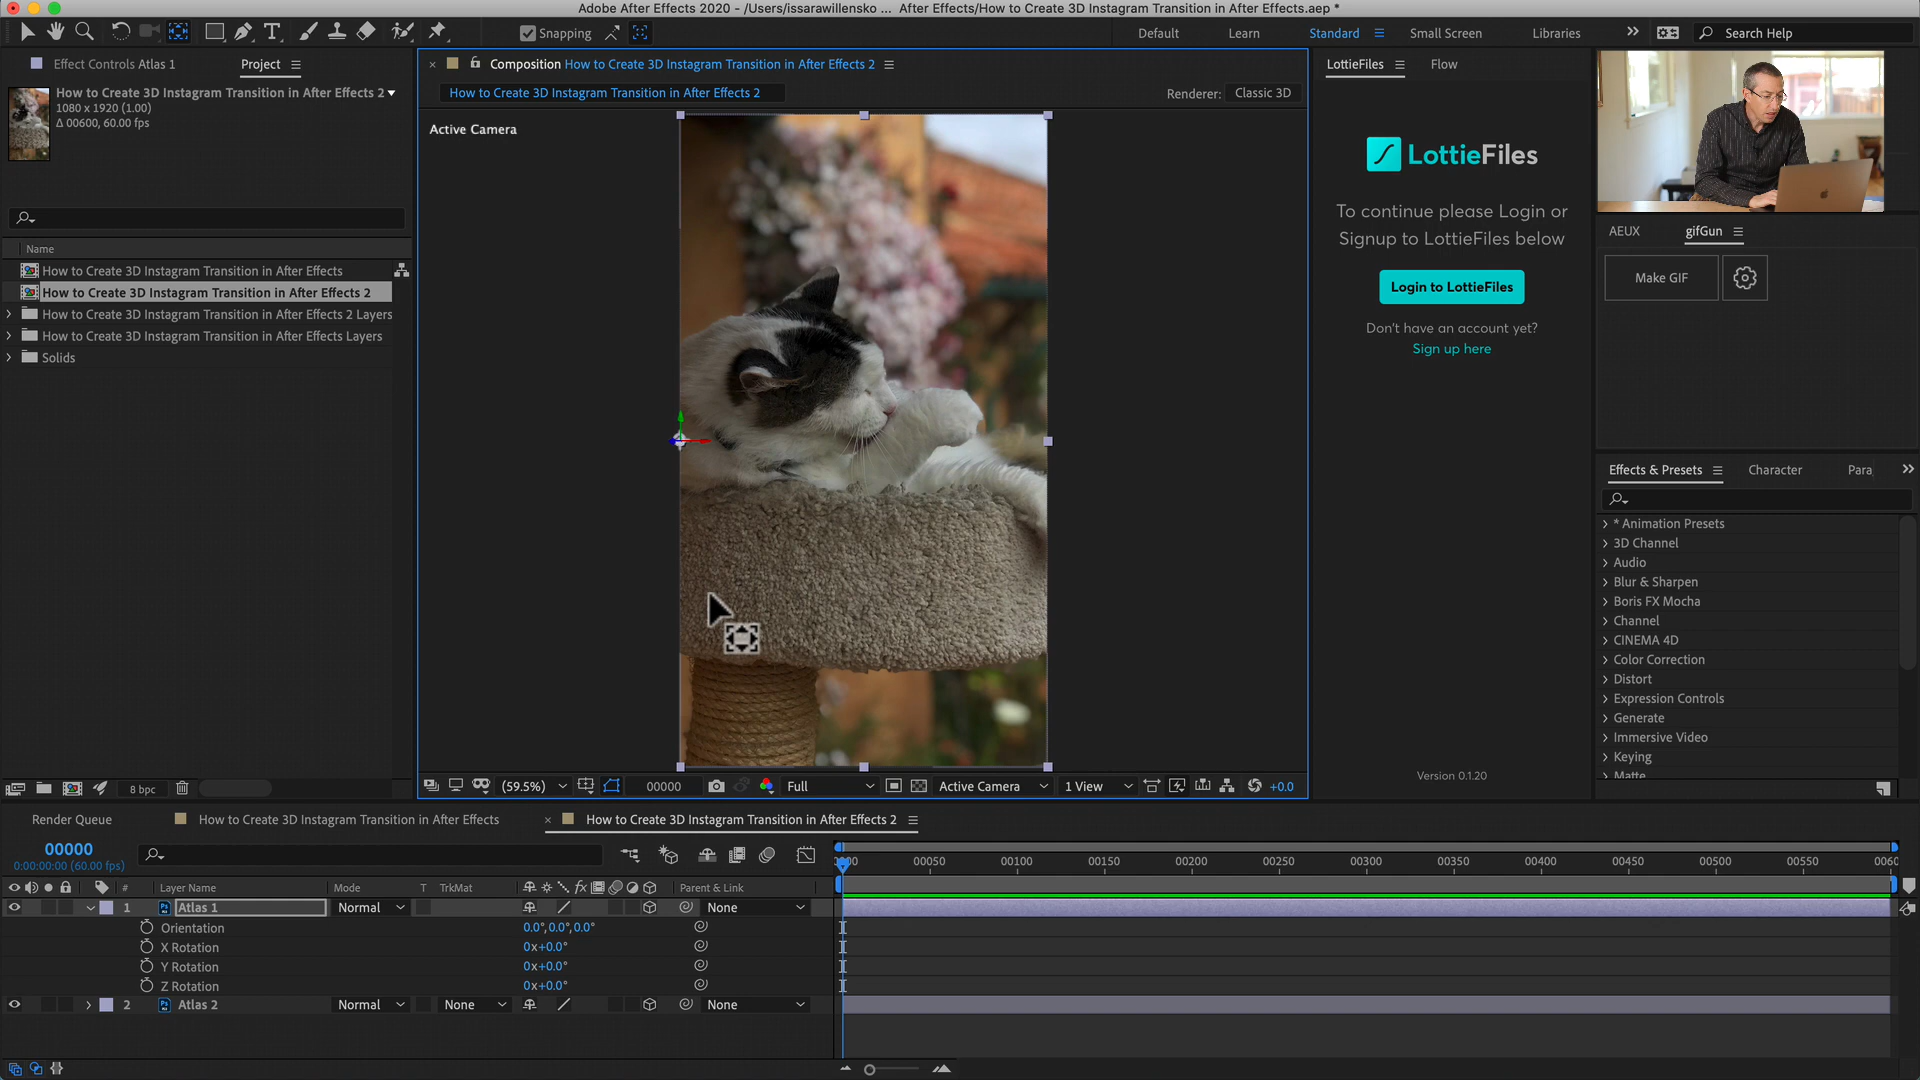 Adobe After Effects 2020 - /Users/issarawillensko ... After Effects/How to Create 3D Instagram Transition in After Effects.aep *
T
Snapping
Default
Learn
Standard
Small Screen
Libraries
Search Help
Effect Controls Atlas 1
Project
How to Create 3D Instagram Transition in After Effects 2
1080 x 1920 (1.00)
Δ 00600, 60.00 fps
Name
How to Create 3D Instagram Transition in After Effects
How to Create 3D Instagram Transition in After Effects 2
How to Create 3D Instagram Transition in After Effects 2 Layers
How to Create 3D Instagram Transition in After Effects Layers
Solids
8 bpc
Composition How to Create 3D Instagram Transition in After Effects 2
How to Create 3D Instagram Transition in After Effects 2
Renderer: Classic 3D
Active Camera
(59.5%)
00000
Full
Active Camera
1 View
+0.0
LottieFiles
Flow
LottieFiles
To continue please Login or
Signup to LottieFiles below
Login to LottieFiles
Don't have an account yet?
Sign up here
Version 0.1.20
AEUX
gifGun
Make GIF
Effects & Presets
Character
Para
* Animation Presets
3D Channel
Audio
Blur & Sharpen
Boris FX Mocha
Channel
CINEMA 4D
Color Correction
Distort
Expression Controls
Generate
Immersive Video
Keying
Matte
Render Queue
How to Create 3D Instagram Transition in After Effects
How to Create 3D Instagram Transition in After Effects 2
00000
0:00:00:00 (60.00 fps)
00050 00100 00150 00200 00250 00300 00350 00400 00450 00500 00550
# Layer Name Mode T TrkMat fx Parent & Link
1 Atlas 1 Normal None
Orientation 0.0°,0.0°,0.0°
X Rotation 0x+0.0°
Y Rotation 0x+0.0°
Z Rotation 0x+0.0°
2 Atlas 2 Normal None None